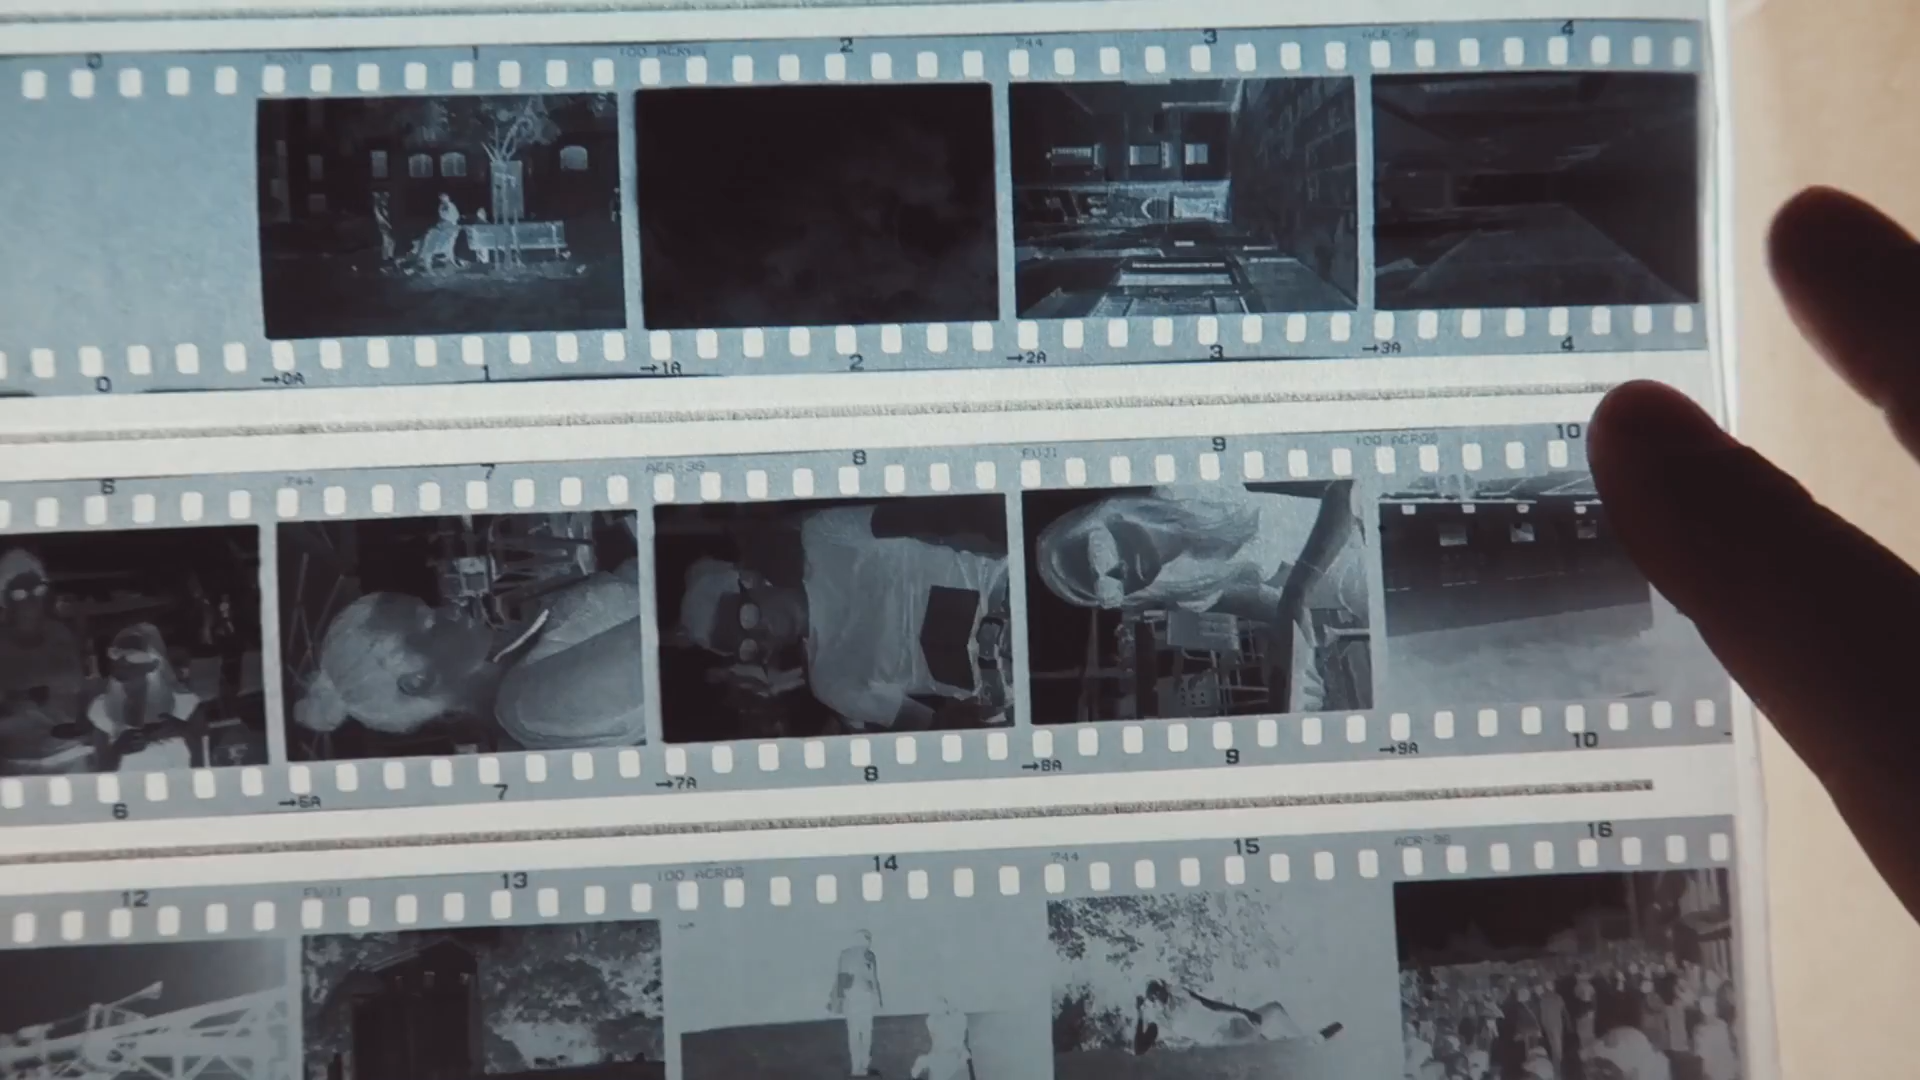 0 FUJI 1 100 ACROS 2 744 3 ACR-36 4
0 →0A 1 →1A 2 →2A 3 →3A 4
6 744 7 ACR-36 8 FUJI 9 100 ACROS 10
6 →6A 7 →7A 8 →8A 9 →9A 10
12 FUJI 13 100 ACROS 14 744 15 ACR-36 16